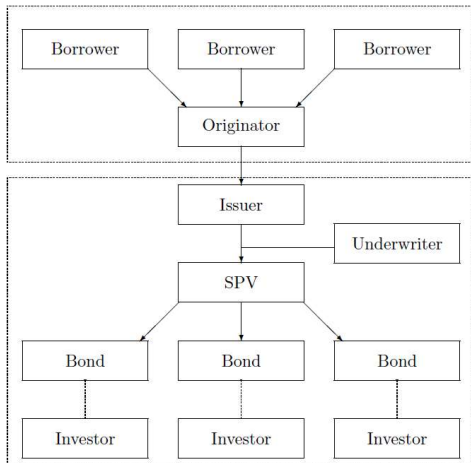 Borrower Borrower Borrower
Originator
Issuer
Underwriter
SPV
Bond Bond Bond
Investor Investor Investor